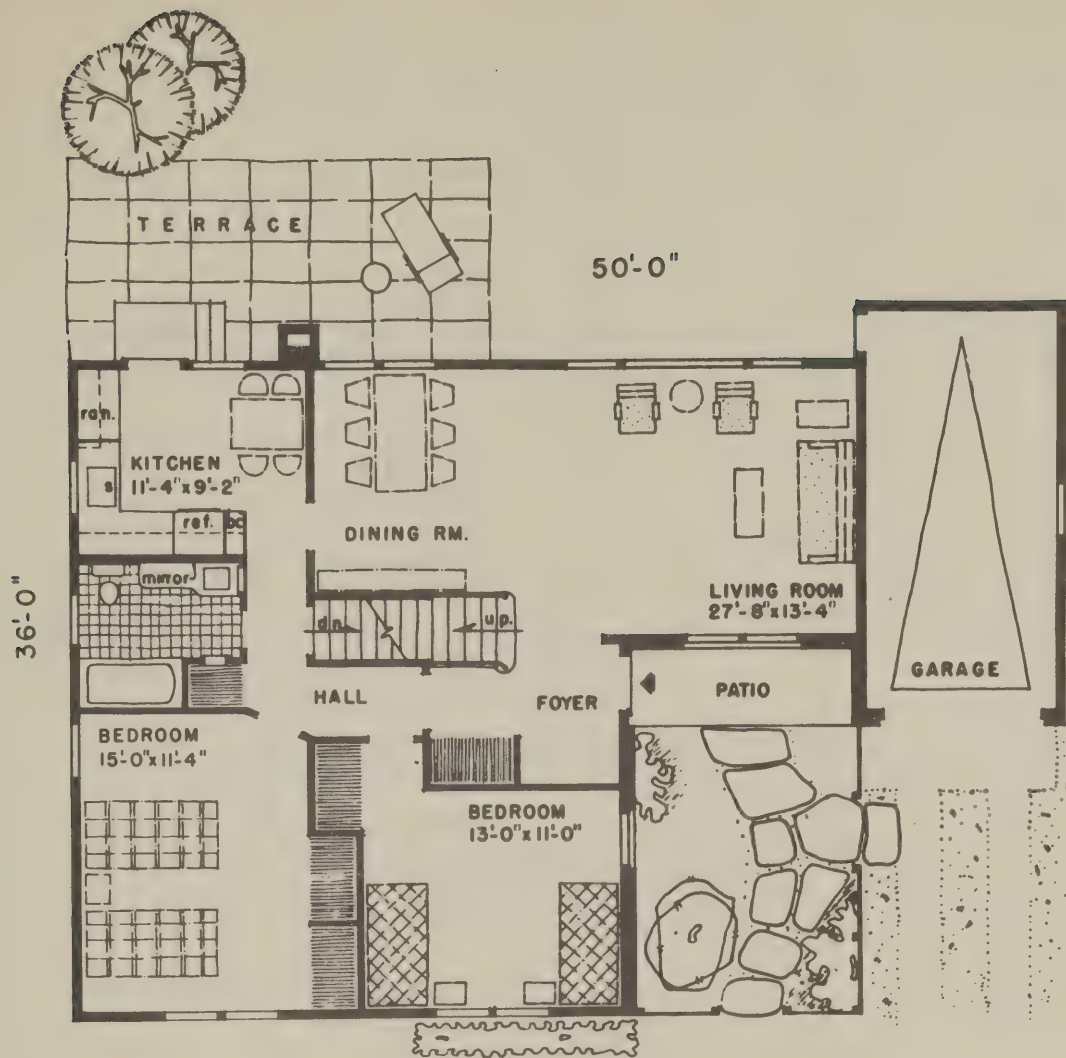 TERRACE
50'-0"
ran.
KITCHEN
11'-4"x9'-2"
s
ref.
bc
DINING RM.
mirror
LIVING ROOM
27'-8"x13'-4"
36'-0"
dn.
up.
GARAGE
HALL
FOYER
PATIO
BEDROOM
15'-0"x11'-4"
BEDROOM
13'-0"x11'-0"